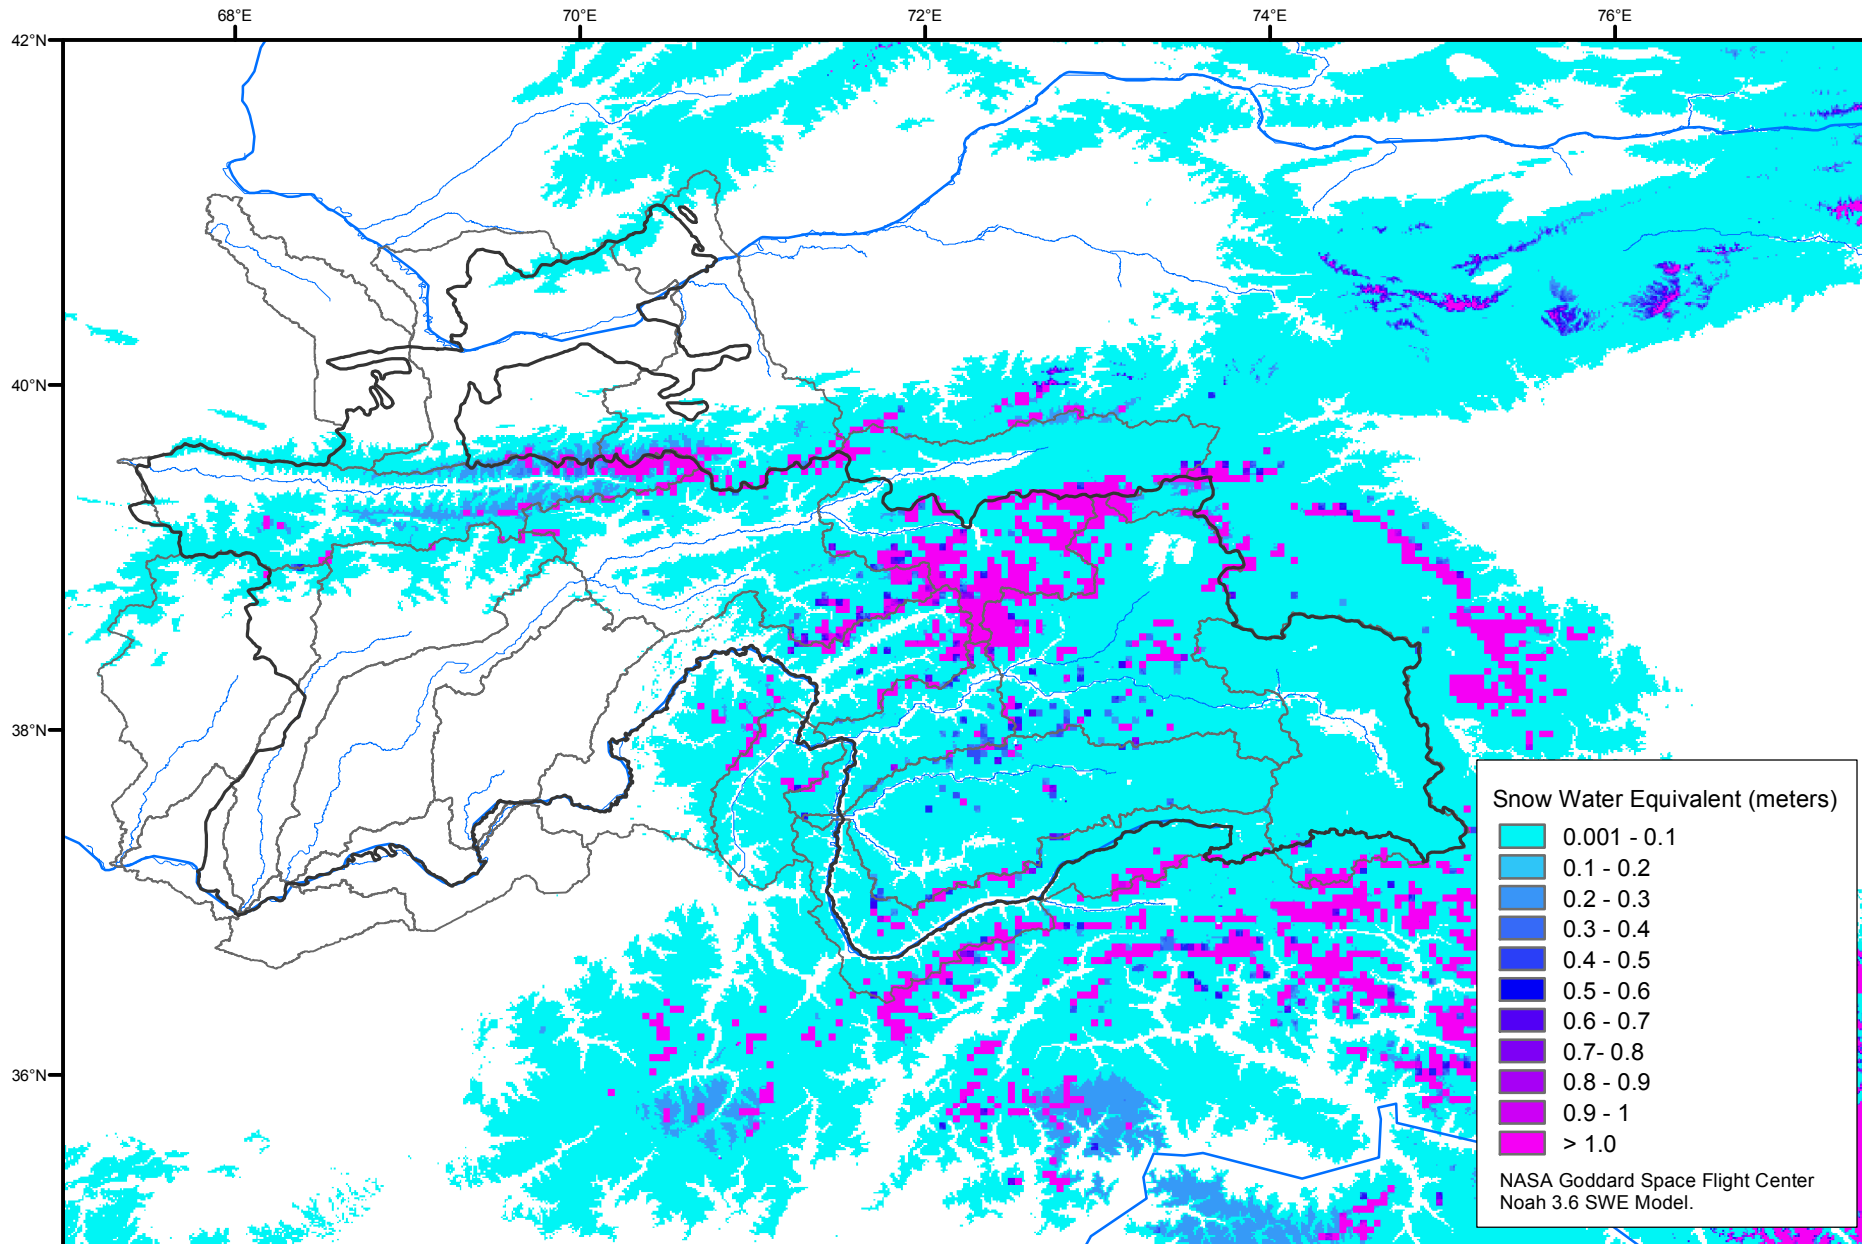 68°E
70°E
72°E
74°E
76°E
42°N
40°N
38°N
36°N
Snow Water Equivalent (meters)
0.001 - 0.1
0.1 - 0.2
0.2 - 0.3
0.3 - 0.4
0.4 - 0.5
0.5 - 0.6
0.6 - 0.7
0.7- 0.8
0.8 - 0.9
0.9 - 1
> 1.0
NASA Goddard Space Flight Center
Noah 3.6 SWE Model.